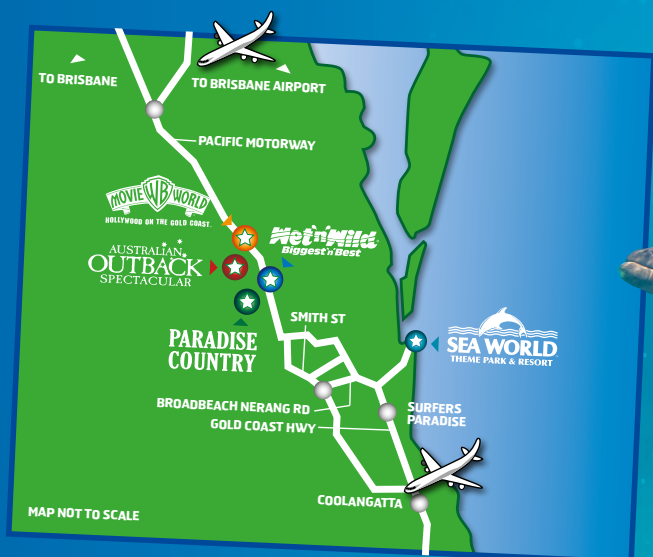 TO BRISBANE
TO BRISBANE AIRPORT
PACIFIC MOTORWAY
MOVIE WB WORLD
HOLLYWOOD ON THE GOLD COAST.
Wet'n'Wild
Biggest'n'Best
AUSTRALIAN
OUTBACK
SPECTACULAR
PARADISE
COUNTRY
SMITH ST
SEA WORLD
THEME PARK & RESORT
BROADBEACH NERANG RD
GOLD COAST HWY
SURFERS
PARADISE
COOLANGATTA
MAP NOT TO SCALE